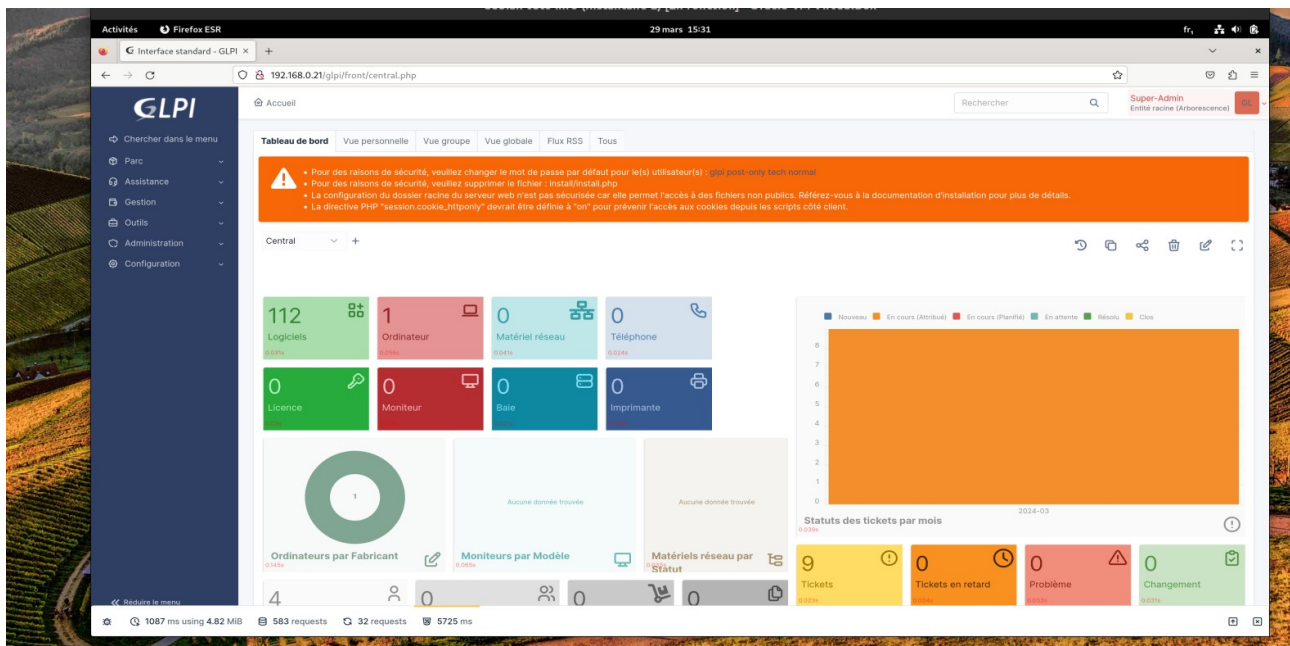 Activités
Firefox ESR
29 mars 15:31
fr₁
Interface standard - GLPI
192.168.0.21/glpi/front/central.php
GLPI
Accueil
Rechercher
Super-Admin
Entité racine (Arborescence)
GL
Chercher dans le menu
Parc
Assistance
Gestion
Outils
Administration
Configuration
Réduire le menu
Tableau de bord
Vue personnelle
Vue groupe
Vue globale
Flux RSS
Tous
• Pour des raisons de sécurité, veuillez changer le mot de passe par défaut pour le(s) utilisateur(s) : glpi post-only tech normal
• Pour des raisons de sécurité, veuillez supprimer le fichier : install/install.php
• La configuration du dossier racine du serveur web n'est pas sécurisée car elle permet l'accès à des fichiers non publics. Référez-vous à la documentation d'installation pour plus de détails.
• La directive PHP "session.cookie_httponly" devrait être définie à "on" pour prévenir l'accès aux cookies depuis les scripts côté client.
Central
112
Logiciels
1
Ordinateur
0
Matériel réseau
0
Téléphone
0
Licence
0
Moniteur
0
Baie
0
Imprimante
1
Ordinateurs par Fabricant
Aucune donnée trouvée
Moniteurs par Modèle
Aucune donnée trouvée
Matériels réseau par
Statut
4
0
0
0
Nouveau
En cours (Attribué)
En cours (Planifié)
En attente
Résolu
Clos
8
7
6
5
4
3
2
1
0
2024-03
Statuts des tickets par mois
9
Tickets
0
Tickets en retard
0
Problème
0
Changement
1087 ms using 4.82 MiB
583 requests
32 requests
5725 ms